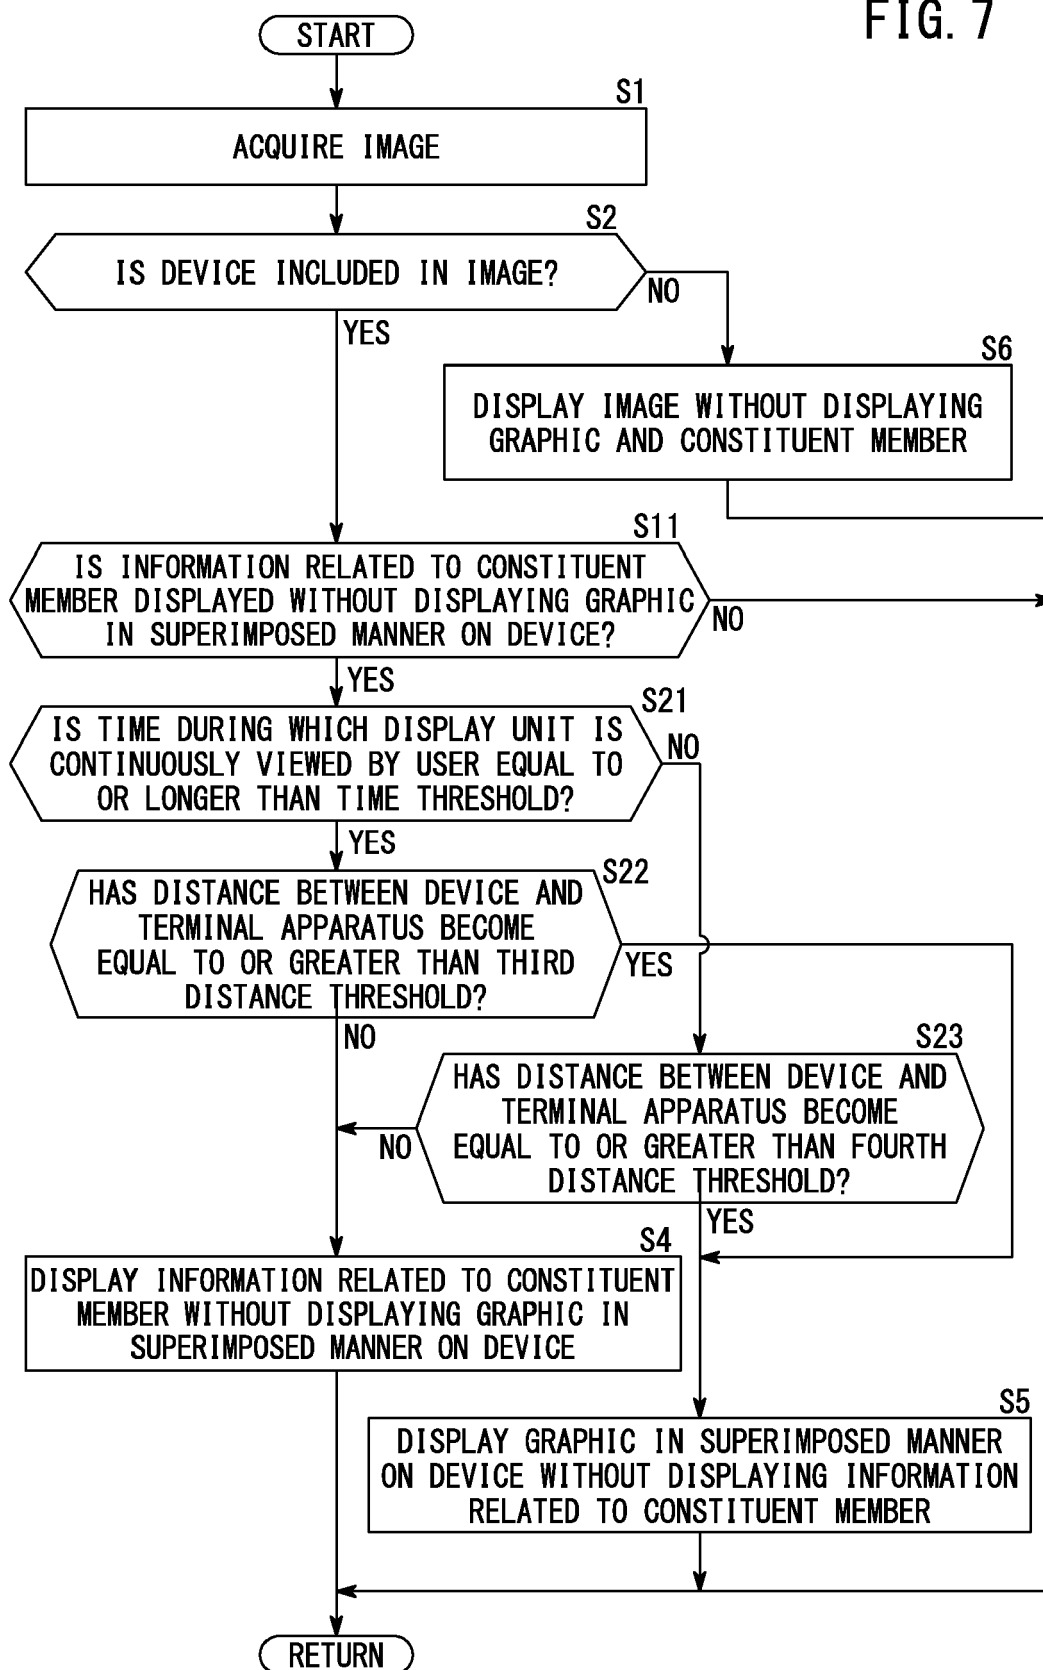 FIG. 7
START
S1
ACQUIRE IMAGE
S2
IS DEVICE INCLUDED IN IMAGE?
NO
YES
S6
DISPLAY IMAGE WITHOUT DISPLAYING
GRAPHIC AND CONSTITUENT MEMBER
S11
IS INFORMATION RELATED TO CONSTITUENT
MEMBER DISPLAYED WITHOUT DISPLAYING GRAPHIC
IN SUPERIMPOSED MANNER ON DEVICE?
NO
YES
S21
IS TIME DURING WHICH DISPLAY UNIT IS
CONTINUOUSLY VIEWED BY USER EQUAL TO
OR LONGER THAN TIME THRESHOLD?
NO
YES
S22
HAS DISTANCE BETWEEN DEVICE AND
TERMINAL APPARATUS BECOME
EQUAL TO OR GREATER THAN THIRD
DISTANCE THRESHOLD?
YES
NO
S23
HAS DISTANCE BETWEEN DEVICE AND
TERMINAL APPARATUS BECOME
EQUAL TO OR GREATER THAN FOURTH
DISTANCE THRESHOLD?
NO
YES
S4
DISPLAY INFORMATION RELATED TO CONSTITUENT
MEMBER WITHOUT DISPLAYING GRAPHIC IN
SUPERIMPOSED MANNER ON DEVICE
S5
DISPLAY GRAPHIC IN SUPERIMPOSED MANNER
ON DEVICE WITHOUT DISPLAYING INFORMATION
RELATED TO CONSTITUENT MEMBER
RETURN